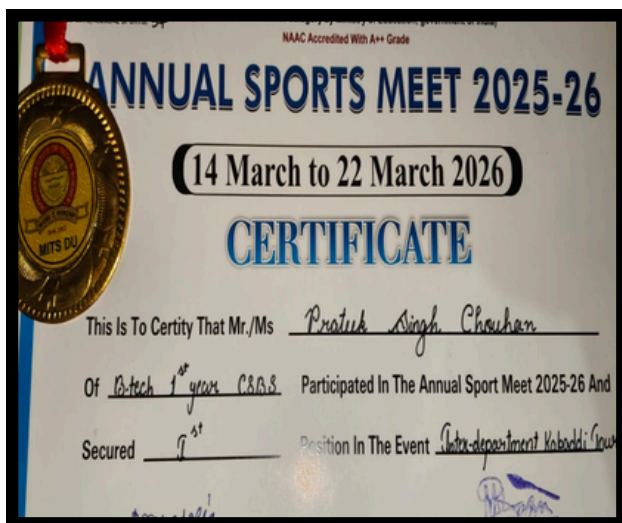 NAAC Accredited With A++ Grade
ANNUAL SPORTS MEET 2025-26
14 March to 22 March 2026
CERTIFICATE
MITS DU
This Is To Certity That Mr./Ms Prateek Singh Chouhan
Of B-tech 1st year CSBS Participated In The Annual Sport Meet 2025-26 And
Secured Ist Position In The Event Inter-department Kabaddi